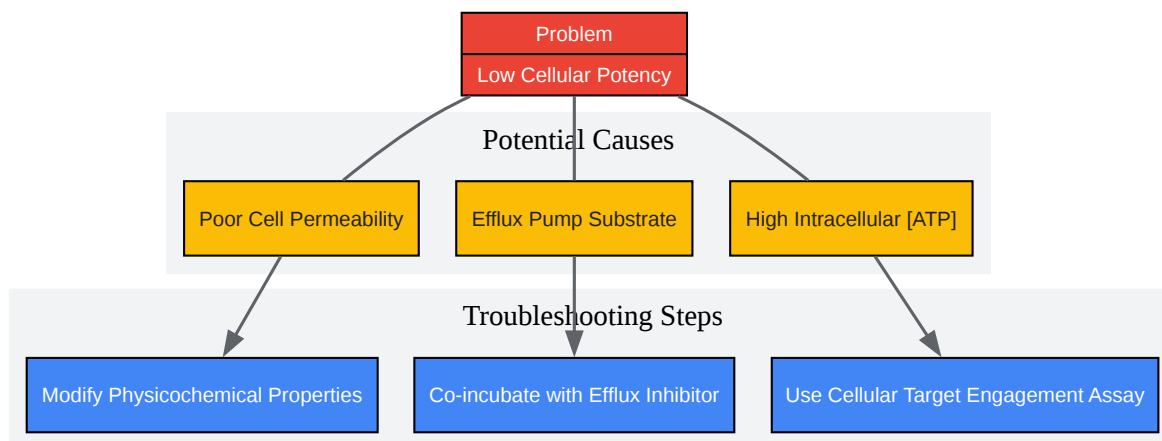 Problem
Low Cellular Potency
Potential Causes
Poor Cell Permeability
Efflux Pump Substrate
High Intracellular [ATP]
Troubleshooting Steps
Modify Physicochemical Properties
Co-incubate with Efflux Inhibitor
Use Cellular Target Engagement Assay